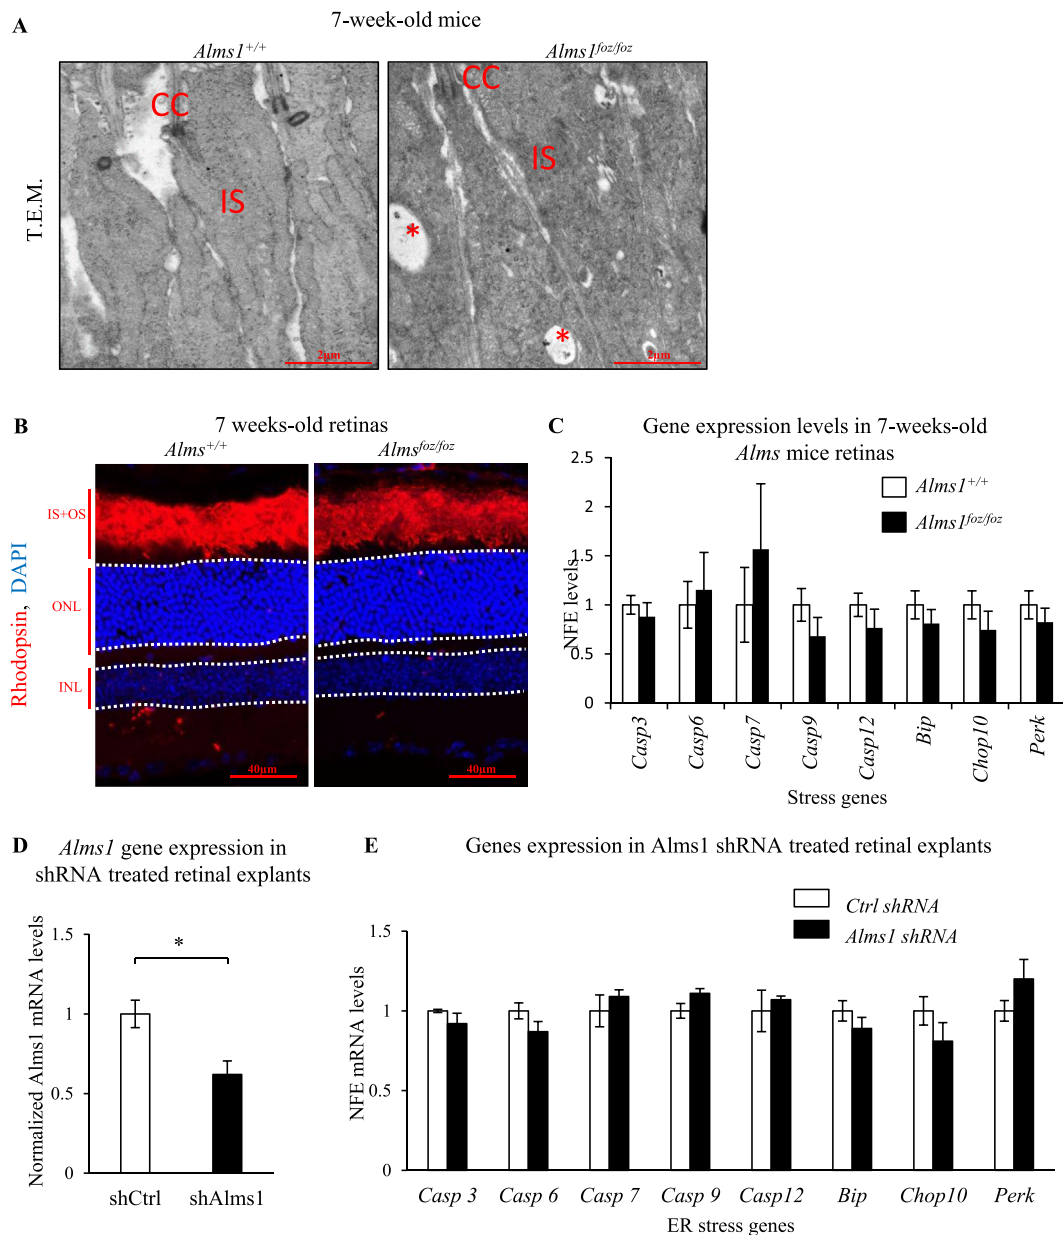 A
7-week-old mice
Alms1+/+
Alms1foz/foz
T.E.M.
CC
IS
2µm
CC
IS
*
*
2µm
B
7 weeks-old retinas
Alms+/+
Almsfoz/foz
Rhodopsin, DAPI
IS+OS
ONL
INL
40µm
40µm
C
Gene expression levels in 7-weeks-old
Alms mice retinas
Alms1+/+
Alms1foz/foz
NFE levels
2.5
2
1.5
1
0.5
0
Casp3
Casp6
Casp7
Casp9
Casp12
Bip
Chop10
Perk
Stress genes
D
Alms1 gene expression in
shRNA treated retinal explants
Normalized Alms1 mRNA levels
1.5
1
0.5
0
*
shCtrl
shAlms1
E
Genes expression in Alms1 shRNA treated retinal explants
Ctrl shRNA
Alms1 shRNA
NFE mRNA levels
1.5
1
0.5
0
Casp 3
Casp 6
Casp 7
Casp 9
Casp12
Bip
Chop10
Perk
ER stress genes